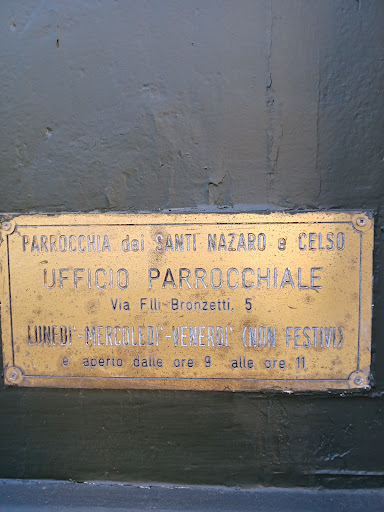 PARROCCHIA dei SANTI NAZARO e CELSO
UFFICIO PARROCCHIALE
Via F.lli Bronzetti, 5
LUNEDI'-MERCOLEDI'-VENERDI' (NON FESTIVI)
è aperto dalle ore 9 alle ore 11